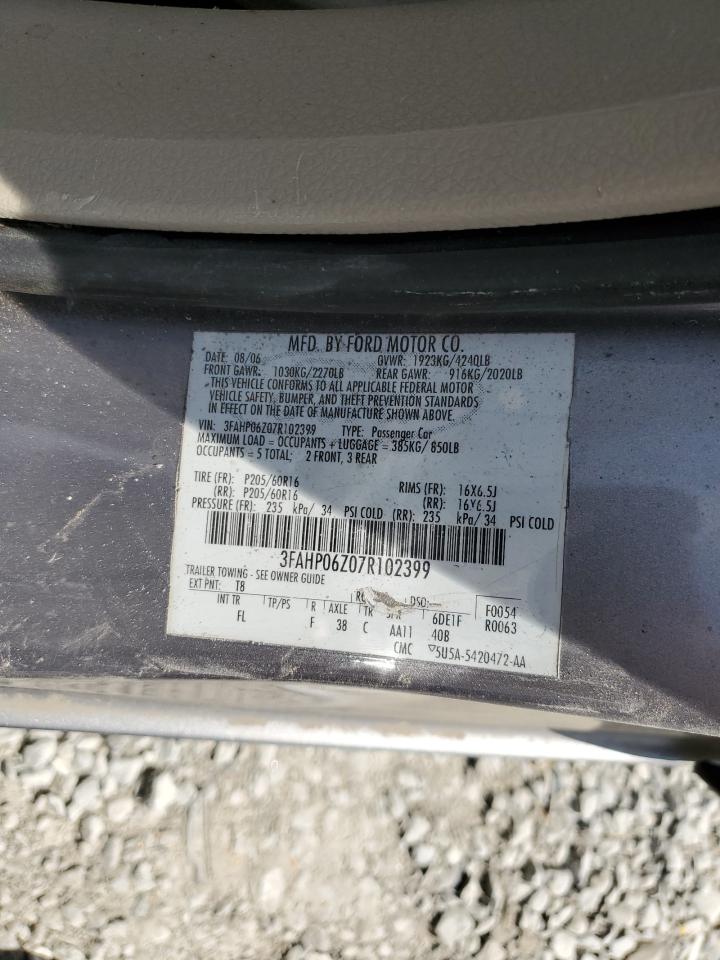 MFD. BY FORD MOTOR CO.
DATE: 08/06 GVWR: 1923KG/4240LB
FRONT GAWR: 1030KG/2270LB REAR GAWR: 916KG/2020LB
THIS VEHICLE CONFORMS TO ALL APPLICABLE FEDERAL MOTOR
VEHICLE SAFETY, BUMPER, AND THEFT PREVENTION STANDARDS
IN EFFECT ON THE DATE OF MANUFACTURE SHOWN ABOVE.
VIN: 3FAHP06Z07R102399 TYPE: Passenger Car
MAXIMUM LOAD = OCCUPANTS + LUGGAGE = 385KG/ 850LB
OCCUPANTS = 5 TOTAL; 2 FRONT, 3 REAR
TIRE (FR): P205/60R16 RIMS (FR): 16X6.5J
(RR): P205/60R16 (RR): 16X6.5J
PRESSURE (FR): 235 kPa/ 34 PSI COLD (RR): 235 kPa/ 34 PSI COLD
3FAHP06Z07R102399
TRAILER TOWING - SEE OWNER GUIDE
EXT PNT: T8 DSO: F0054
INT TR TP/PS R AXLE TR 6DE1F R0063
FL F 38 C AA11 40B
CMC ▽5U5A-5420472-AA